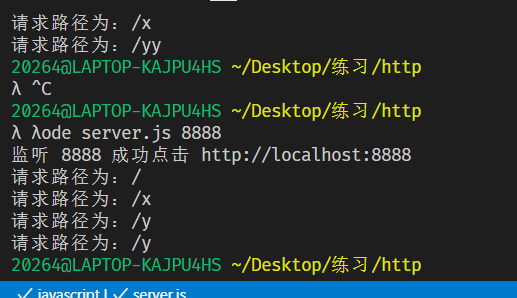 请求路径为：/x
请求路径为：/yy
20264@LAPTOP-KAJPU4HS ~/Desktop/练习/http
λ ^C
20264@LAPTOP-KAJPU4HS ~/Desktop/练习/http
λ λode server.js 8888
监听 8888 成功点击 http://localhost:8888
请求路径为：/
请求路径为：/x
请求路径为：/y
请求路径为：/y
20264@LAPTOP-KAJPU4HS ~/Desktop/练习/http
✓ javascript | ✓ server.js